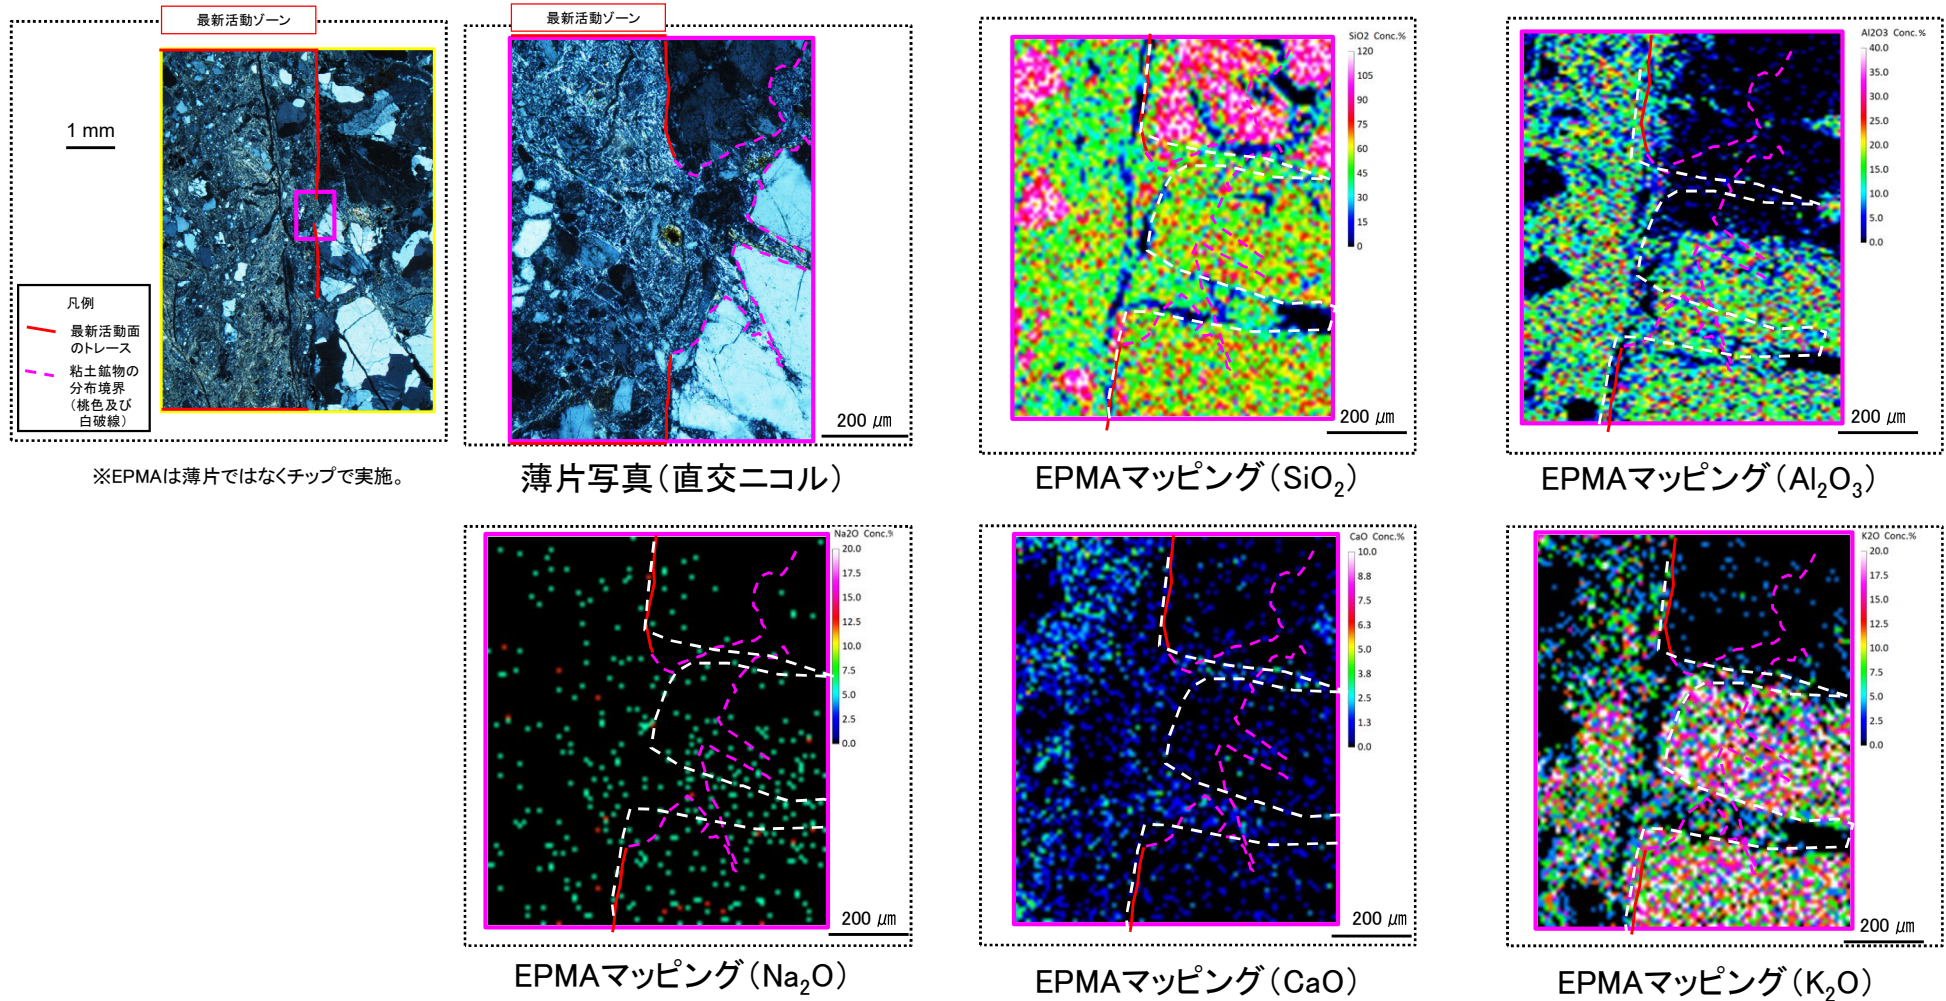 最新活動ゾーン
1 mm
凡例
最新活動面
のトレース
粘土鉱物の
分布境界
(桃色及び
白破線)
※EPMAは薄片ではなくチップで実施。
最新活動ゾーン
200 μm
薄片写真(直交ニコル)
SiO2 Conc.%
120
105
90
75
60
45
30
15
0
200 μm
EPMAマッピング(SiO₂)
Al2O3 Conc.%
40.0
35.0
30.0
25.0
20.0
15.0
10.0
5.0
0.0
200 μm
EPMAマッピング(Al₂O₃)
Na2O Conc.%
20.0
17.5
15.0
12.5
10.0
7.5
5.0
2.5
0.0
200 μm
EPMAマッピング(Na₂O)
CaO Conc.%
10.0
8.8
7.5
6.3
5.0
3.8
2.5
1.3
0.0
200 μm
EPMAマッピング(CaO)
K2O Conc.%
20.0
17.5
15.0
12.5
10.0
7.5
5.0
2.5
0.0
200 μm
EPMAマッピング(K₂O)